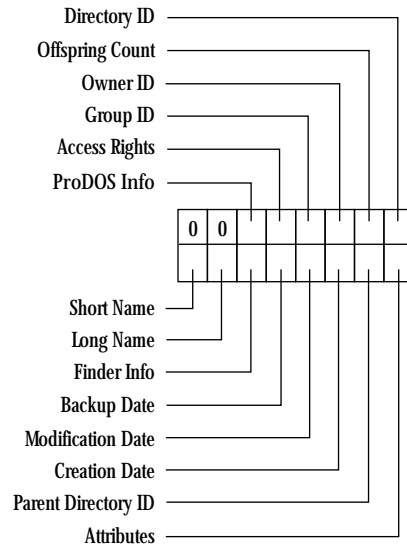 Directory ID
Offspring Count
Owner ID
Group ID
Access Rights
ProDOS Info
0 0
Short Name
Long Name
Finder Info
Backup Date
Modification Date
Creation Date
Parent Directory ID
Attributes